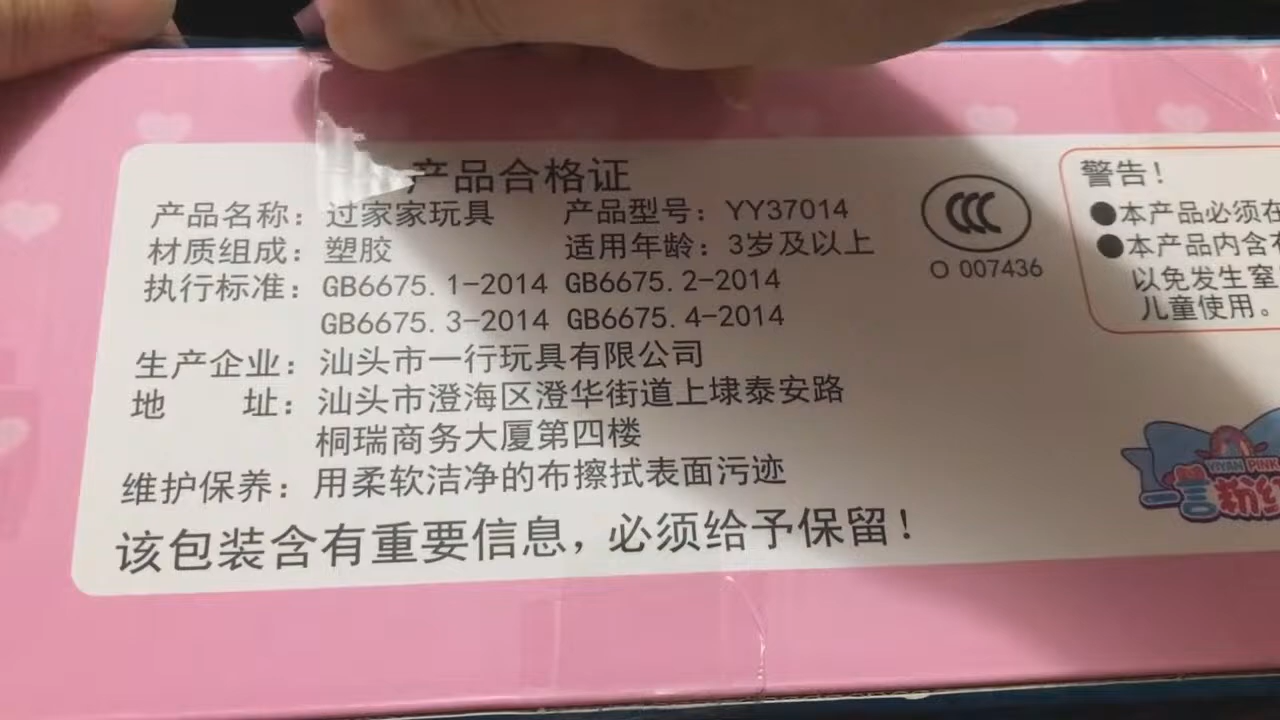 产品合格证
产品名称：过家家玩具 产品型号：YY37014
材质组成：塑胶 适用年龄：3岁及以上
执行标准：GB6675.1-2014 GB6675.2-2014
GB6675.3-2014 GB6675.4-2014
生产企业：汕头市一行玩具有限公司
地 址：汕头市澄海区澄华街道上埭泰安路
桐瑞商务大厦第四楼
维护保养：用柔软洁净的布擦拭表面污迹
该包装含有重要信息，必须给予保留！
CCC
O 007436
警告！
●本产品必须在
●本产品内含有
以免发生窒
儿童使用。
YIYAN PINK
一言粉红